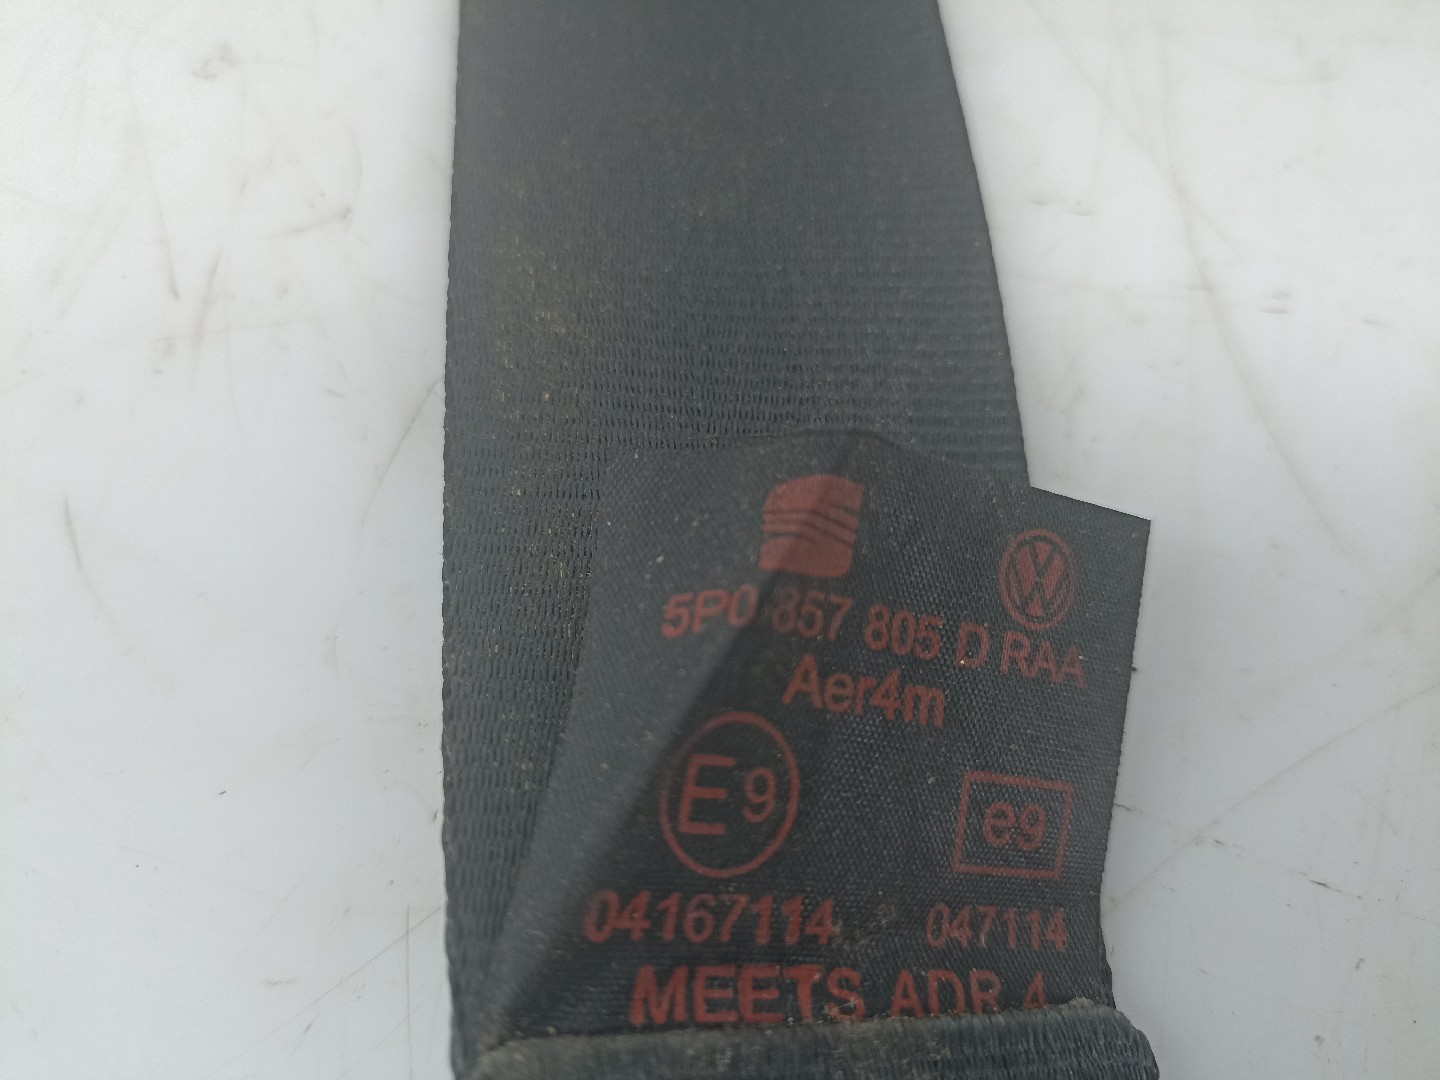 5P0 857 805 D RAA
Aer4m
E9 e9
04167114 047114
MEETS ADR 4